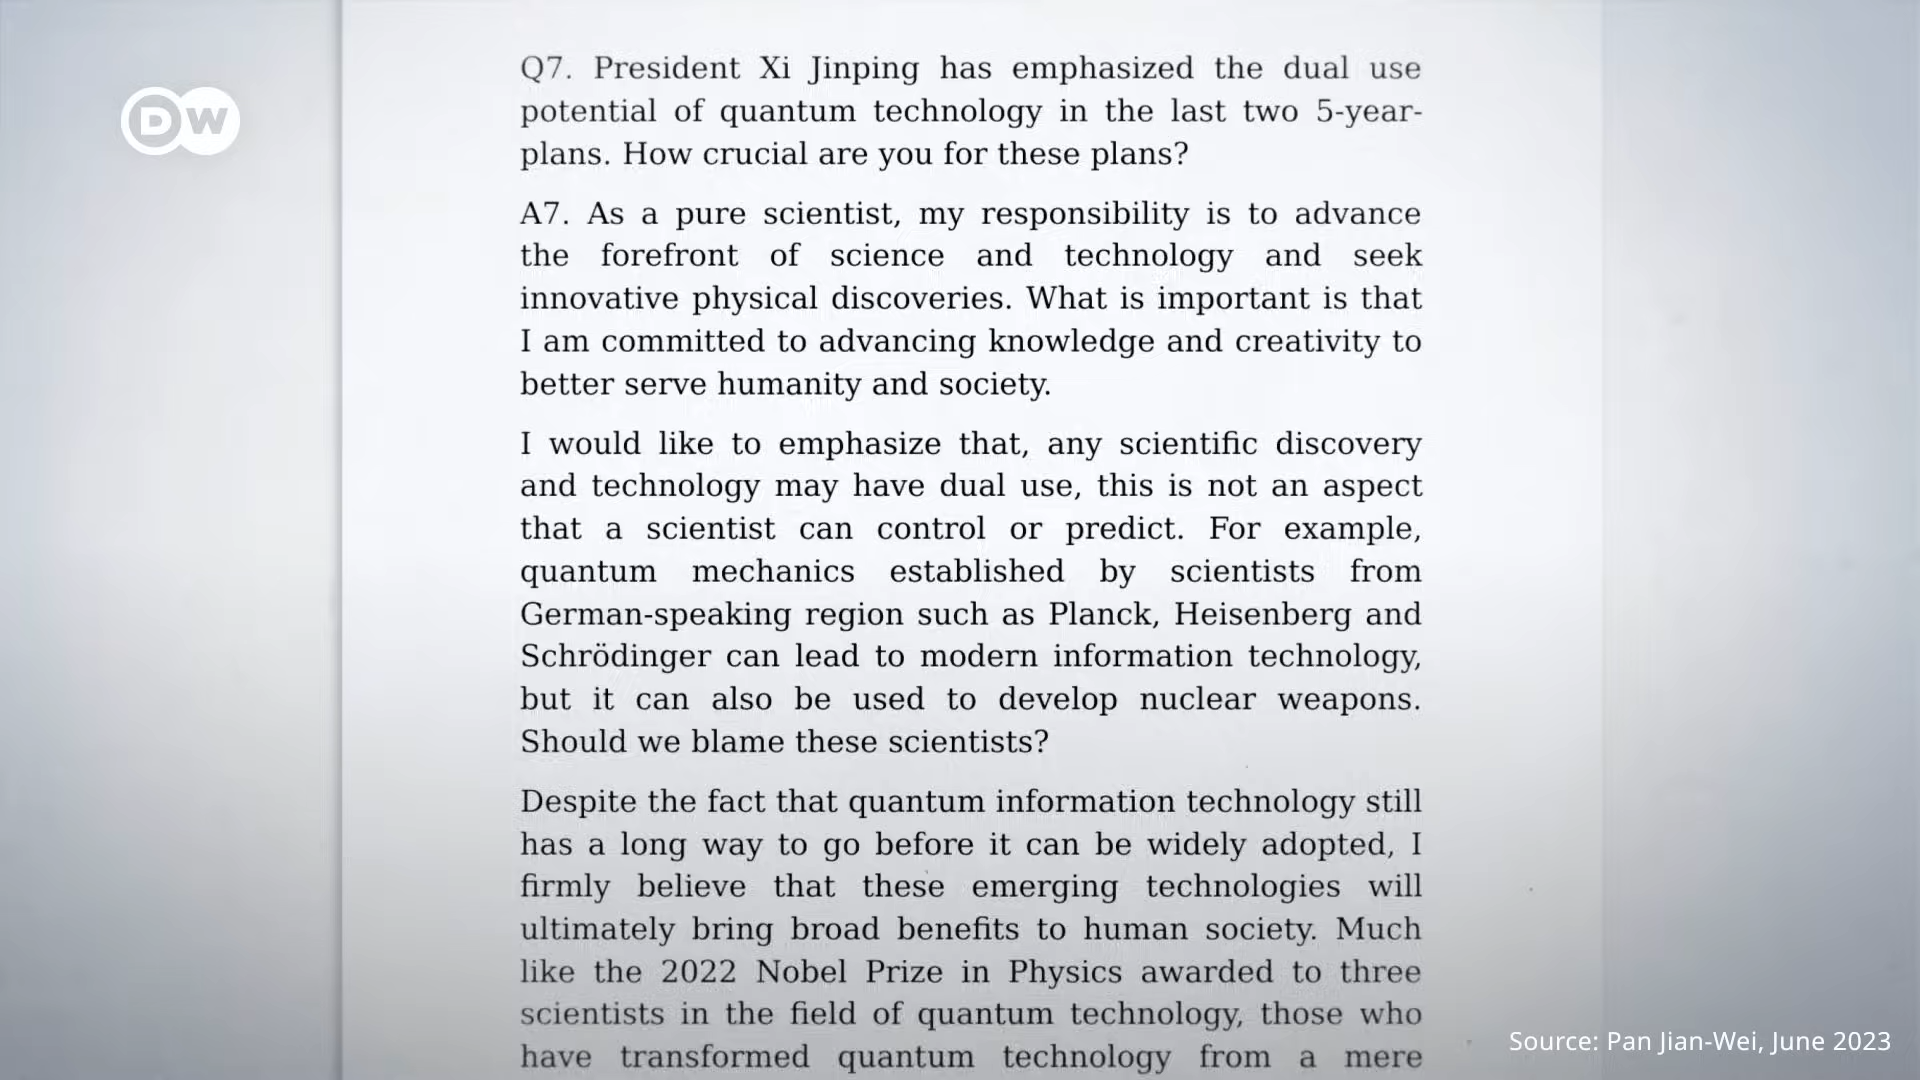 DW
Q7. President Xi Jinping has emphasized the dual use
potential of quantum technology in the last two 5-year-
plans. How crucial are you for these plans?
A7. As a pure scientist, my responsibility is to advance
the forefront of science and technology and seek
innovative physical discoveries. What is important is that
I am committed to advancing knowledge and creativity to
better serve humanity and society.
I would like to emphasize that, any scientific discovery
and technology may have dual use, this is not an aspect
that a scientist can control or predict. For example,
quantum mechanics established by scientists from
German-speaking region such as Planck, Heisenberg and
Schrödinger can lead to modern information technology,
but it can also be used to develop nuclear weapons.
Should we blame these scientists?
Despite the fact that quantum information technology still
has a long way to go before it can be widely adopted, I
firmly believe that these emerging technologies will
ultimately bring broad benefits to human society. Much
like the 2022 Nobel Prize in Physics awarded to three
scientists in the field of quantum technology, those who
have transformed quantum technology from a mere
Source: Pan Jian-Wei, June 2023